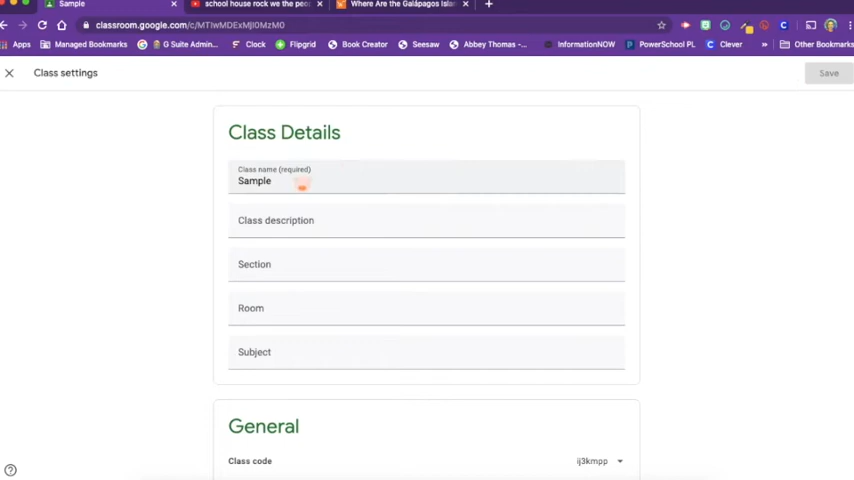 Sample
school house rock we the peop
Where Are the Galápagos Islan
classroom.google.com/c/MTIwMDExMjI0MzM0
Apps Managed Bookmarks G Suite Admin... Clock Flipgrid Book Creator Seesaw Abbey Thomas -... InformationNOW PowerSchool PL Clever » Other Bookmarks
Class settings
Save
Class Details
Class name (required)
Sample
Class description
Section
Room
Subject
General
Class code ij3kmpp